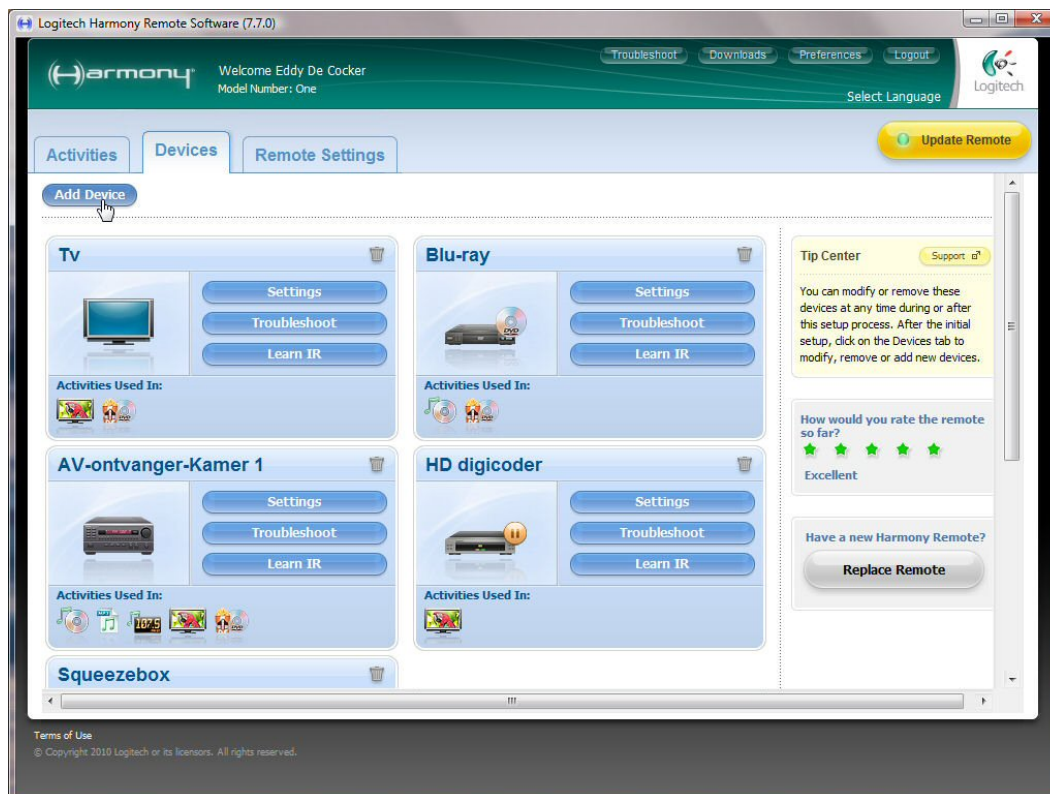 Logitech Harmony Remote Software (7.7.0)
Harmony
Welcome Eddy De Cocker
Model Number: One
Troubleshoot
Downloads
Preferences
Logout
Select Language
Logitech
Activities
Devices
Remote Settings
Update Remote
Add Device
Tv
Settings
Troubleshoot
Learn IR
Activities Used In:
Blu-ray
Settings
Troubleshoot
Learn IR
DVD
Activities Used In:
AV-ontvanger-Kamer 1
Settings
Troubleshoot
Learn IR
Activities Used In:
107.5
HD digicoder
Settings
Troubleshoot
Learn IR
Activities Used In:
Squeezebox
Tip Center
Support
You can modify or remove these
devices at any time during or after
this setup process. After the initial
setup, click on the Devices tab to
modify, remove or add new devices.
How would you rate the remote
so far?
Excellent
Have a new Harmony Remote?
Replace Remote
Terms of Use
© Copyright 2010 Logitech or its licensors. All rights reserved.